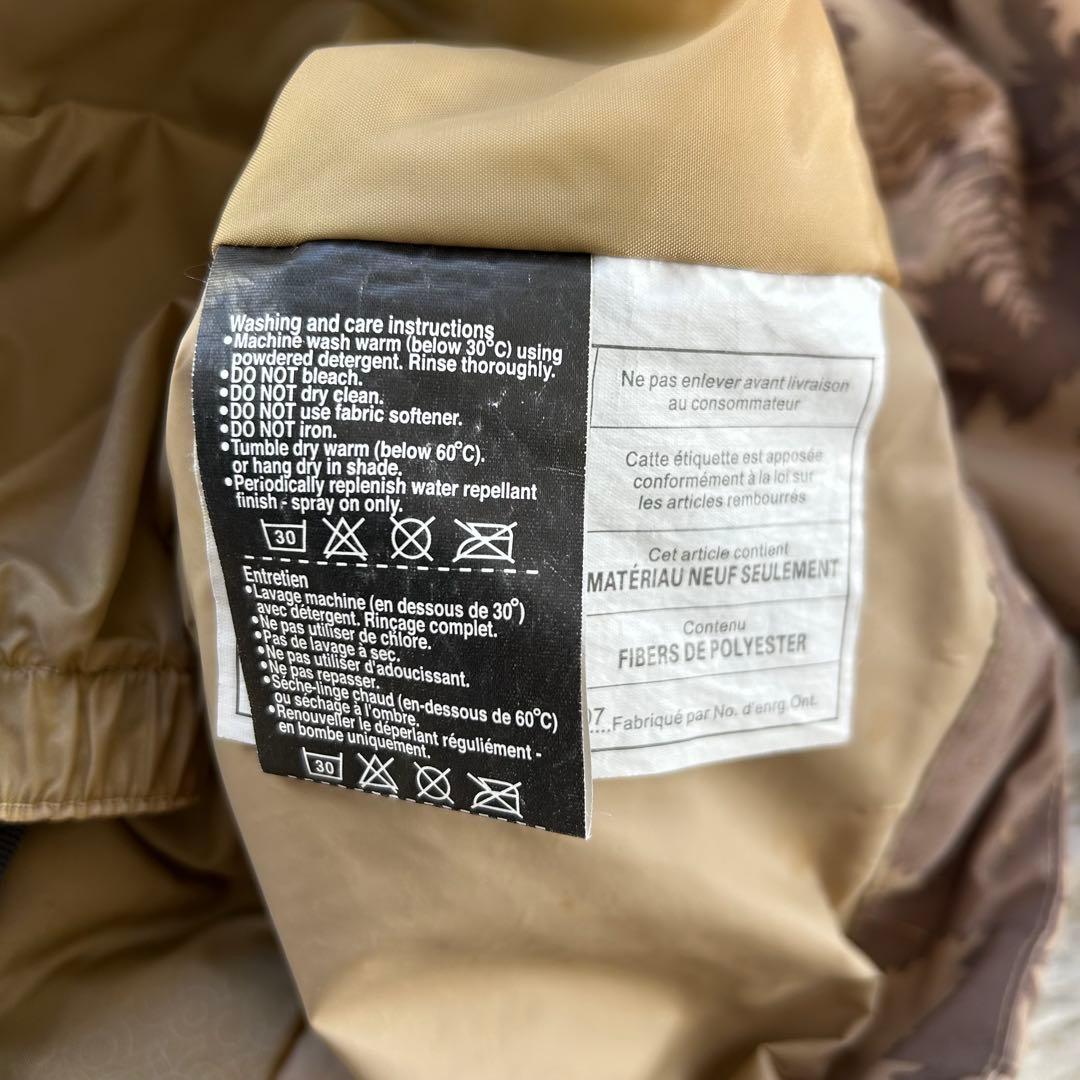 Washing and care instructions
•Machine wash warm (below 30°C) using
powdered detergent. Rinse thoroughly.
•DO NOT bleach.
•DO NOT dry clean.
•DO NOT use fabric softener.
•DO NOT iron.
•Tumble dry warm (below 60°C).
or hang dry in shade.
•Periodically replenish water repellant
finish - spray on only.
30
Entretien
•Lavage machine (en dessous de 30°)
avec détergent. Rinçage complet.
•Ne pas utiliser de chlore.
•Pas de lavage à sec.
•Ne pas utiliser d'adoucissant.
•Ne pas repasser.
•Sèche-linge chaud (en-dessous de 60°C)
ou séchage à l'ombre.
•Renouveller le déperlant réguliément -
en bombe uniquement.
30
Ne pas enlever avant livraison
au consommateur
Catte étiquette est apposée
conformément à la loi sur
les articles rembourrés
Cet article contient
MATÉRIAU NEUF SEULEMENT
Contenu
FIBERS DE POLYESTER
07
....Fabriqué par No. d'enrg Ont.